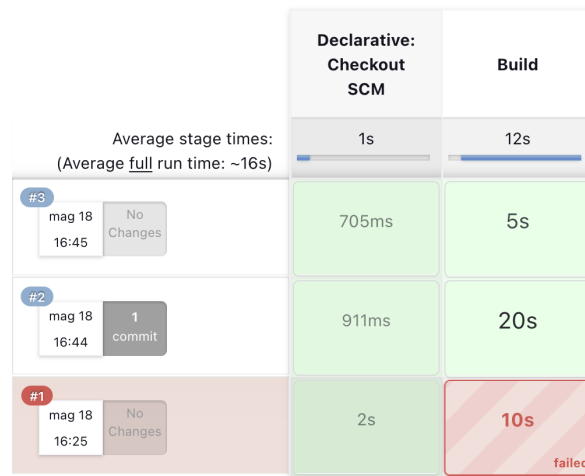 Declarative:
Checkout
SCM
Build
Average stage times:
(Average full run time: ~16s)
1s
12s
#3
mag 18
16:45
No
Changes
705ms
5s
#2
mag 18
16:44
1
commit
911ms
20s
#1
mag 18
16:25
No
Changes
2s
10s
failed